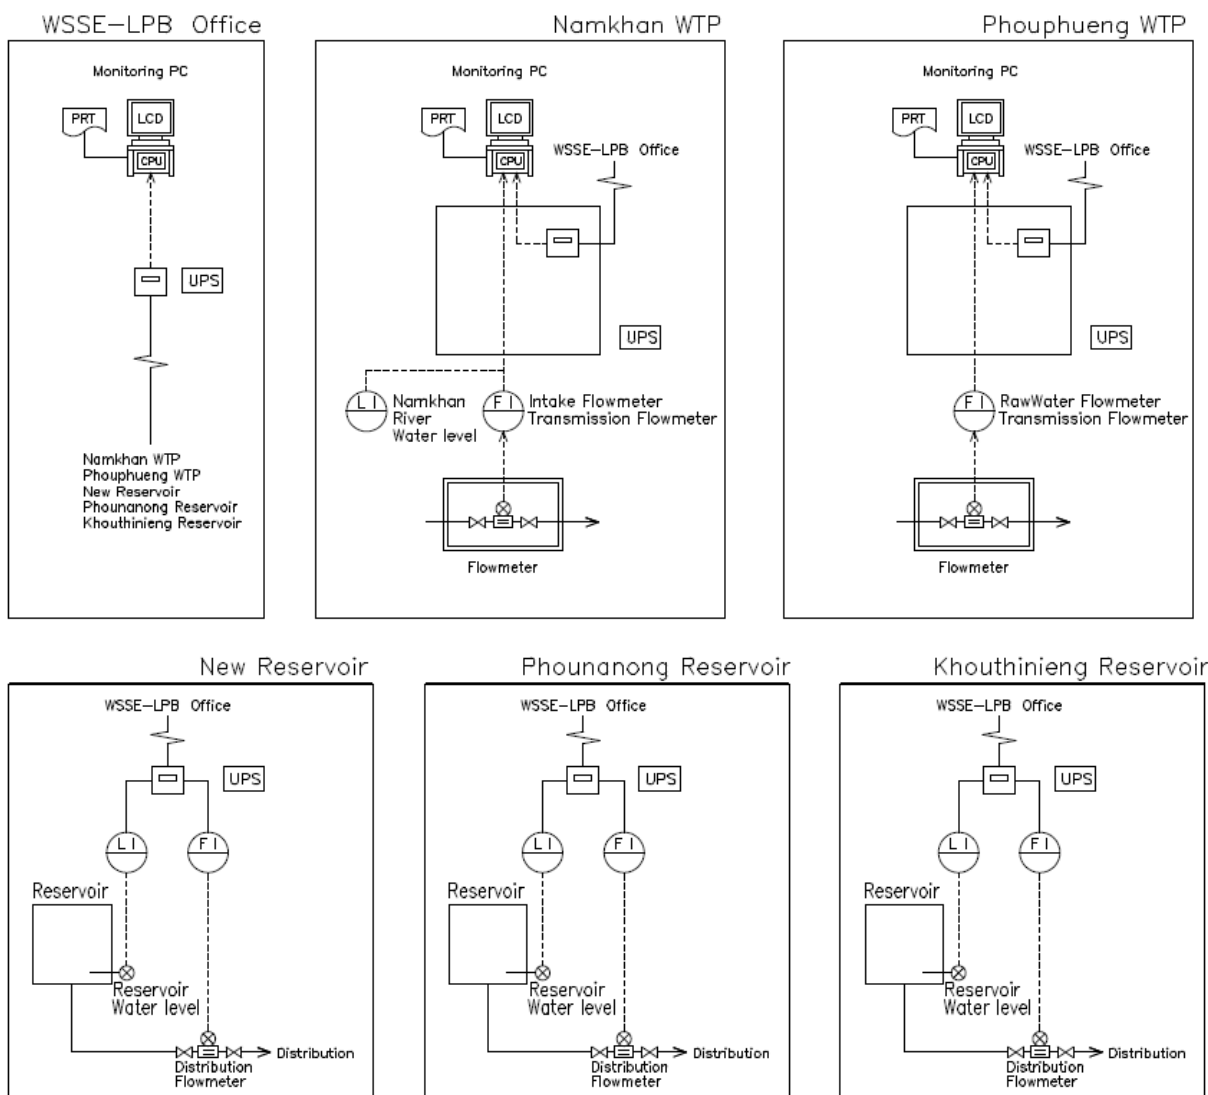 WSSE-LPB Office
Monitoring PC
PRT
LCD
CPU
UPS
Namkhan WTP
Phouphueng WTP
New Reservoir
Phounanong Reservoir
Khouthinieng Reservoir
Namkhan WTP
Monitoring PC
PRT
LCD
CPU
WSSE-LPB Office
UPS
L I
Namkhan
River
Water level
F I
Intake Flowmeter
Transmission Flowmeter
Flowmeter
Phouphueng WTP
Monitoring PC
PRT
LCD
CPU
WSSE-LPB Office
UPS
F I
RawWater Flowmeter
Transmission Flowmeter
Flowmeter
New Reservoir
WSSE-LPB Office
UPS
L I
F I
Reservoir
Reservoir
Water level
Distribution
Distribution
Flowmeter
Phounanong Reservoir
WSSE-LPB Office
UPS
L I
F I
Reservoir
Reservoir
Water level
Distribution
Distribution
Flowmeter
Khouthinieng Reservoir
WSSE-LPB Office
UPS
L I
F I
Reservoir
Reservoir
Water level
Distribution
Distribution
Flowmeter